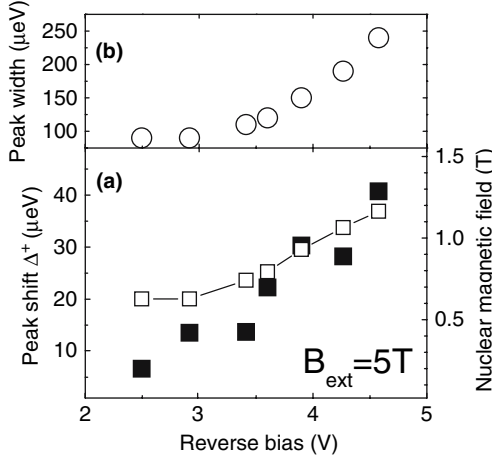 250
200
150
100
Peak width (μeV)
(b)
(a)
40
30
20
10
Peak shift Δ⁺ (μeV)
1.5
1.0
0.5
Nuclear magnetic field (T)
B_ext=5T
2 3 4 5
Reverse bias (V)